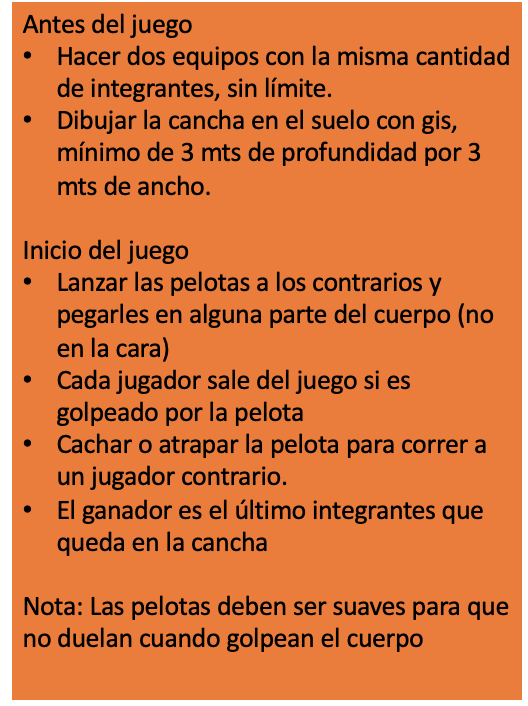 Antes del juego
• Hacer dos equipos con la misma cantidad
de integrantes, sin límite.
• Dibujar la cancha en el suelo con gis,
mínimo de 3 mts de profundidad por 3
mts de ancho.
Inicio del juego
• Lanzar las pelotas a los contrarios y
pegarles en alguna parte del cuerpo (no
en la cara)
• Cada jugador sale del juego si es
golpeado por la pelota
• Cachar o atrapar la pelota para correr a
un jugador contrario.
• El ganador es el último integrantes que
queda en la cancha
Nota: Las pelotas deben ser suaves para que
no duelan cuando golpean el cuerpo